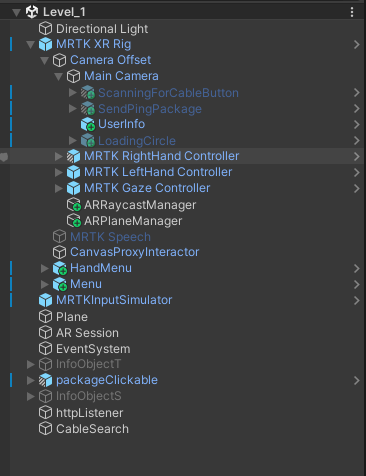 Level_1
Directional Light
MRTK XR Rig
Camera Offset
Main Camera
ScanningForCableButton
SendPingPackage
UserInfo
LoadingCircle
MRTK RightHand Controller
MRTK LeftHand Controller
MRTK Gaze Controller
ARRaycastManager
ARPlaneManager
MRTK Speech
CanvasProxyInteractor
HandMenu
Menu
MRTKInputSimulator
Plane
AR Session
EventSystem
InfoObjectT
packageClickable
InfoObjectS
httpListener
CableSearch